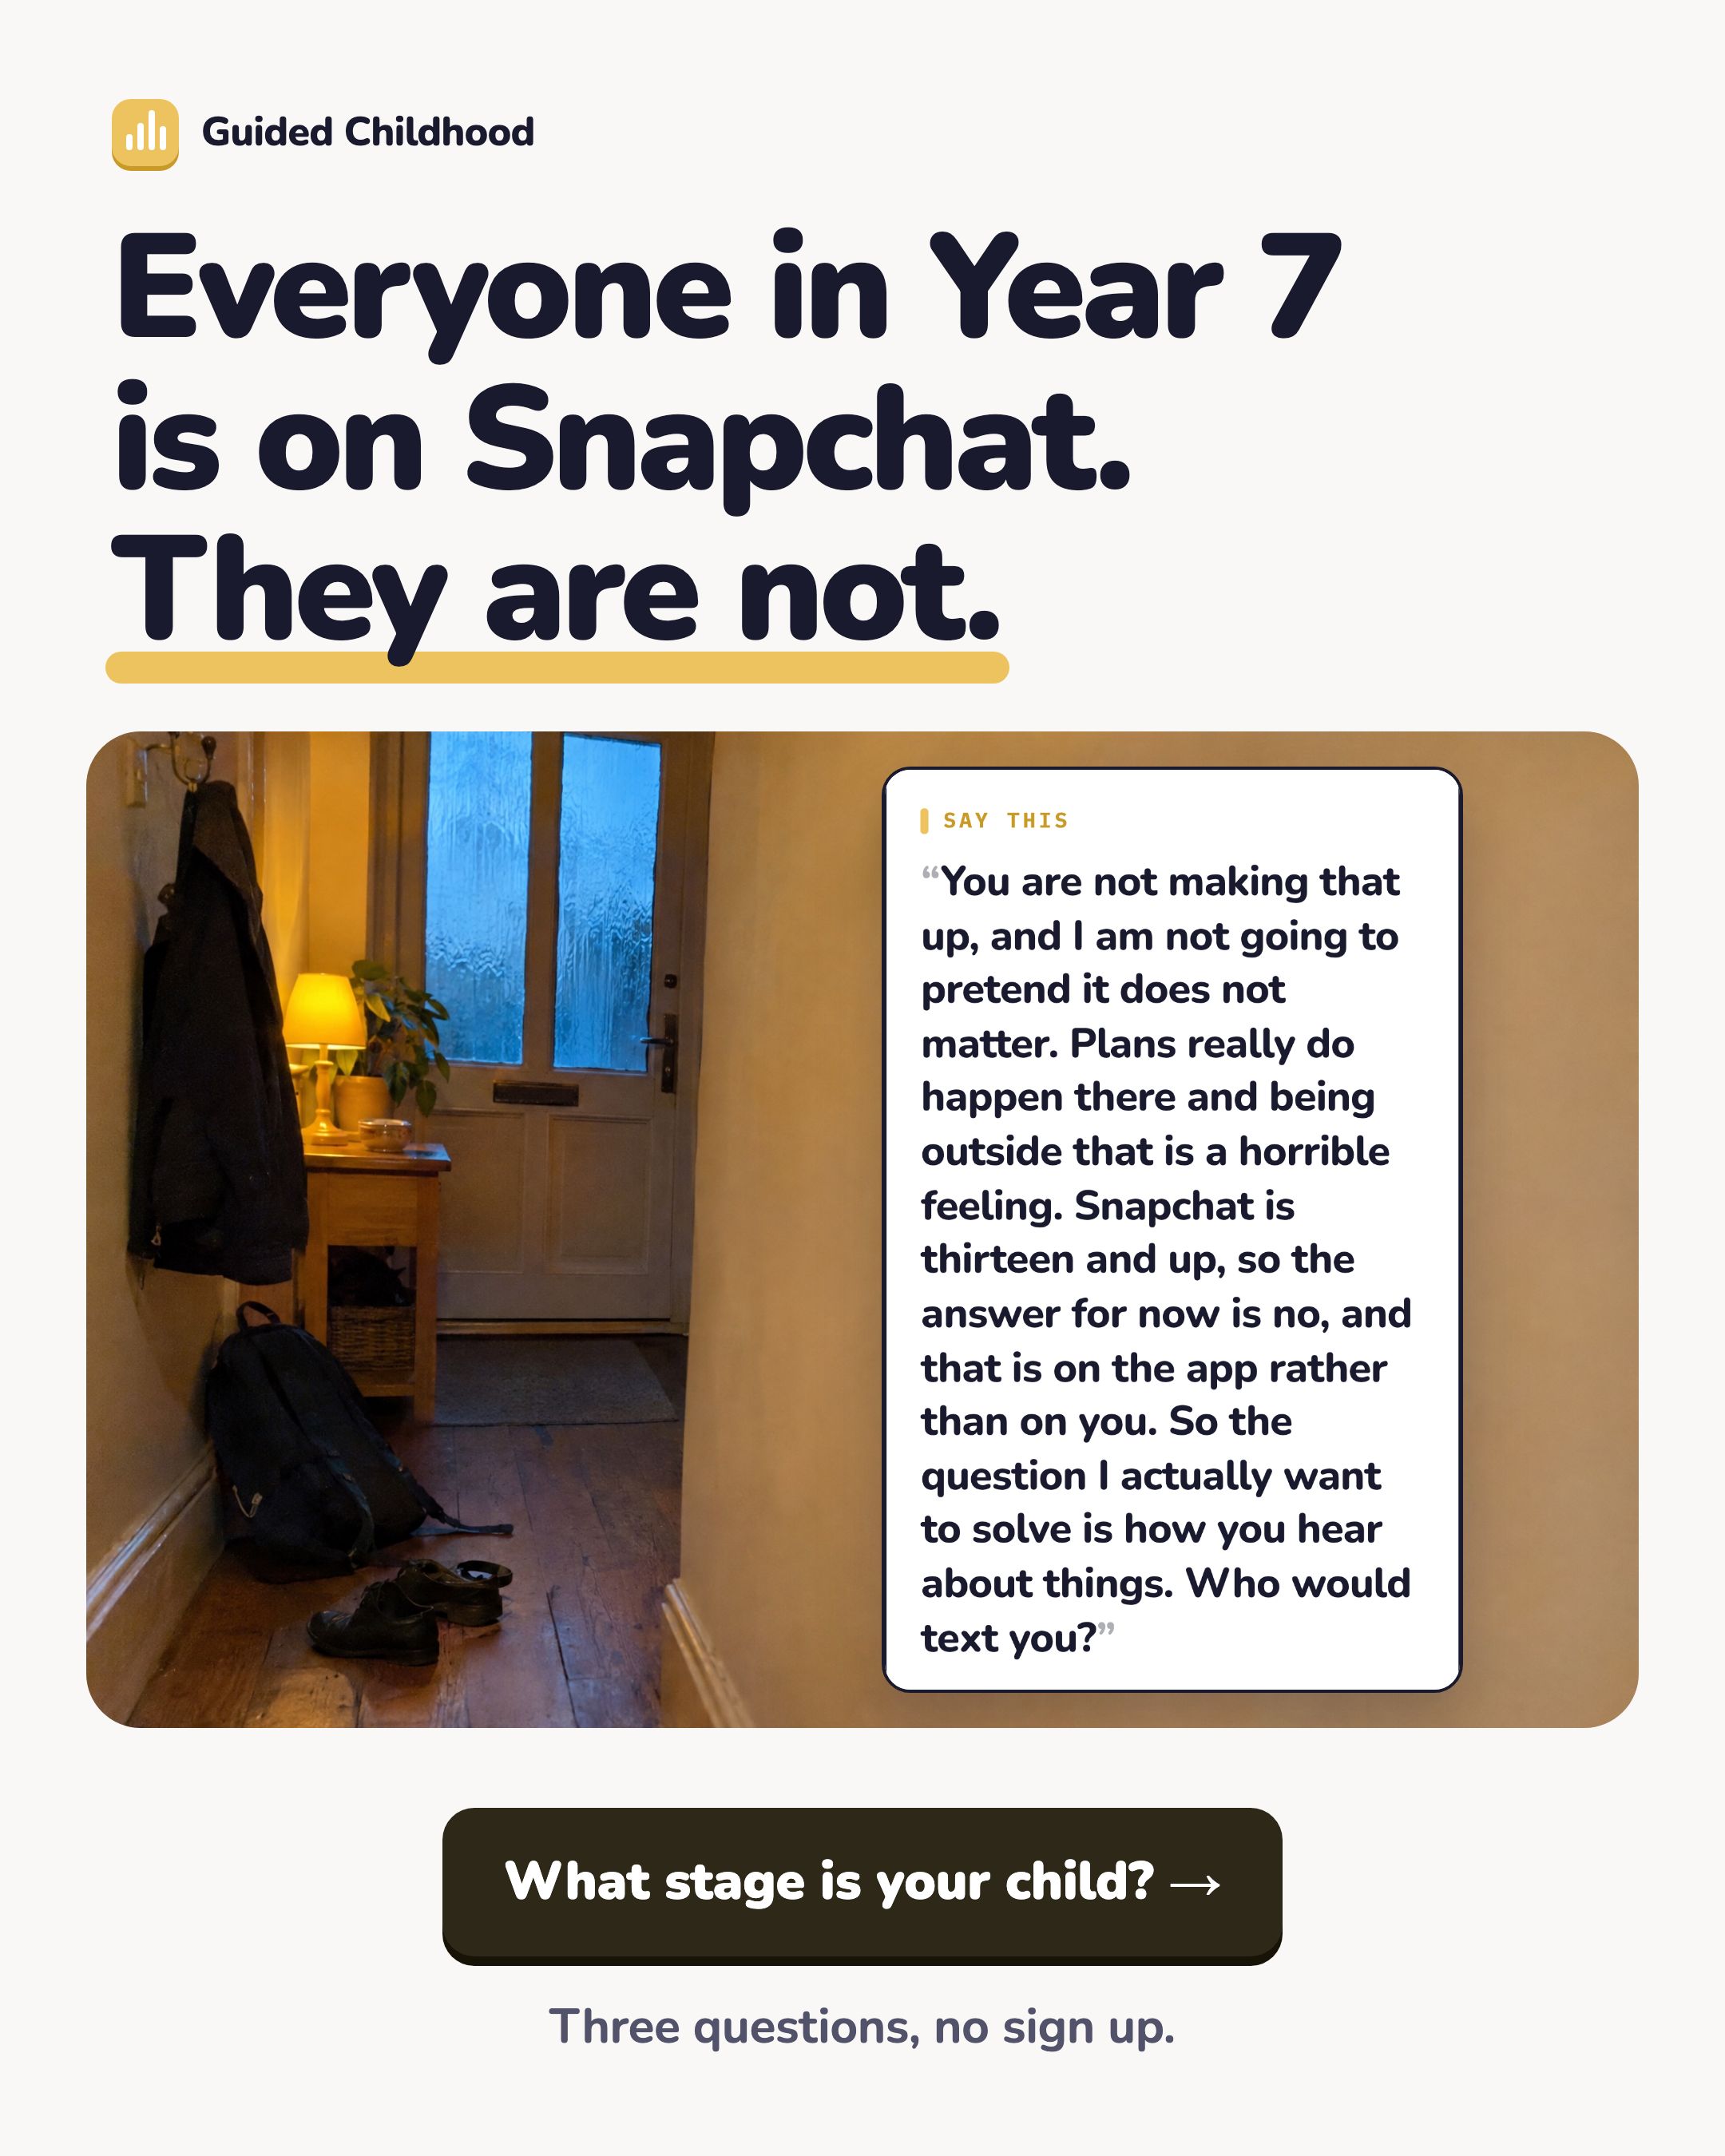 Guided Childhood
Everyone in Year 7
is on Snapchat.
They are not.
SAY THIS
“You are not making that
up, and I am not going to
pretend it does not
matter. Plans really do
happen there and being
outside that is a horrible
feeling. Snapchat is
thirteen and up, so the
answer for now is no, and
that is on the app rather
than on you. So the
question I actually want
to solve is how you hear
about things. Who would
text you?”
What stage is your child? →
Three questions, no sign up.